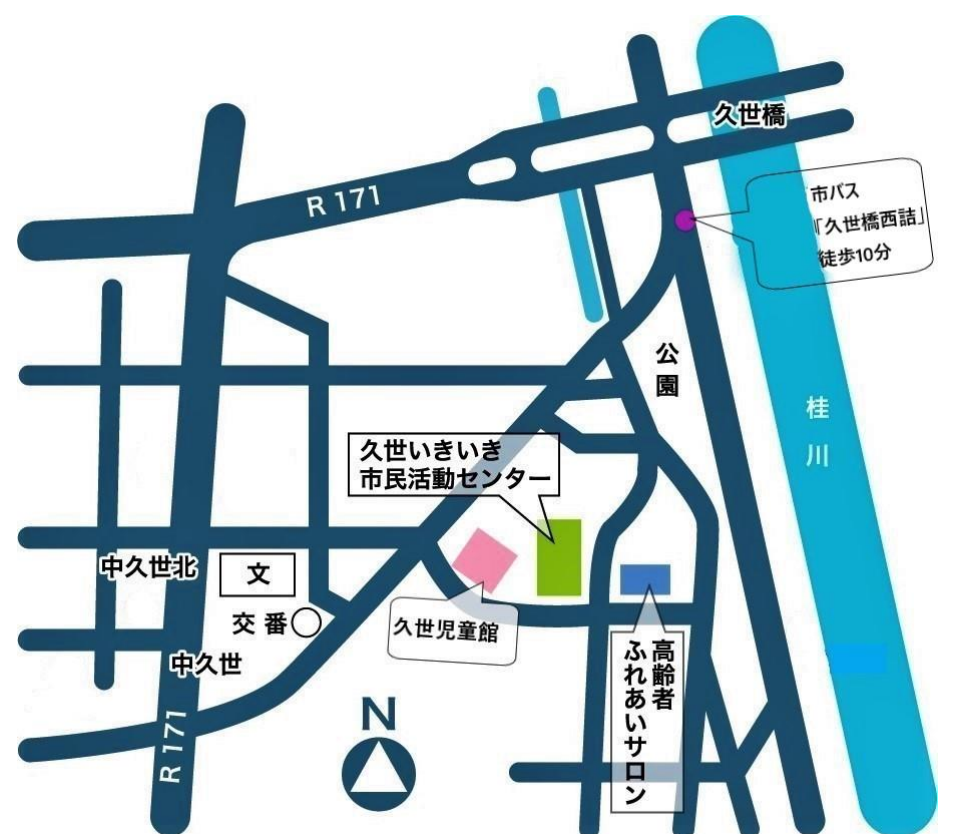 久世橋
R 171
市バス
「久世橋西詰」
徒歩10分
公園
桂川
久世いきいき
市民活動センター
中久世北
文
交番
久世児童館
中久世
高齢者
ふれあいサロン
R 171
N